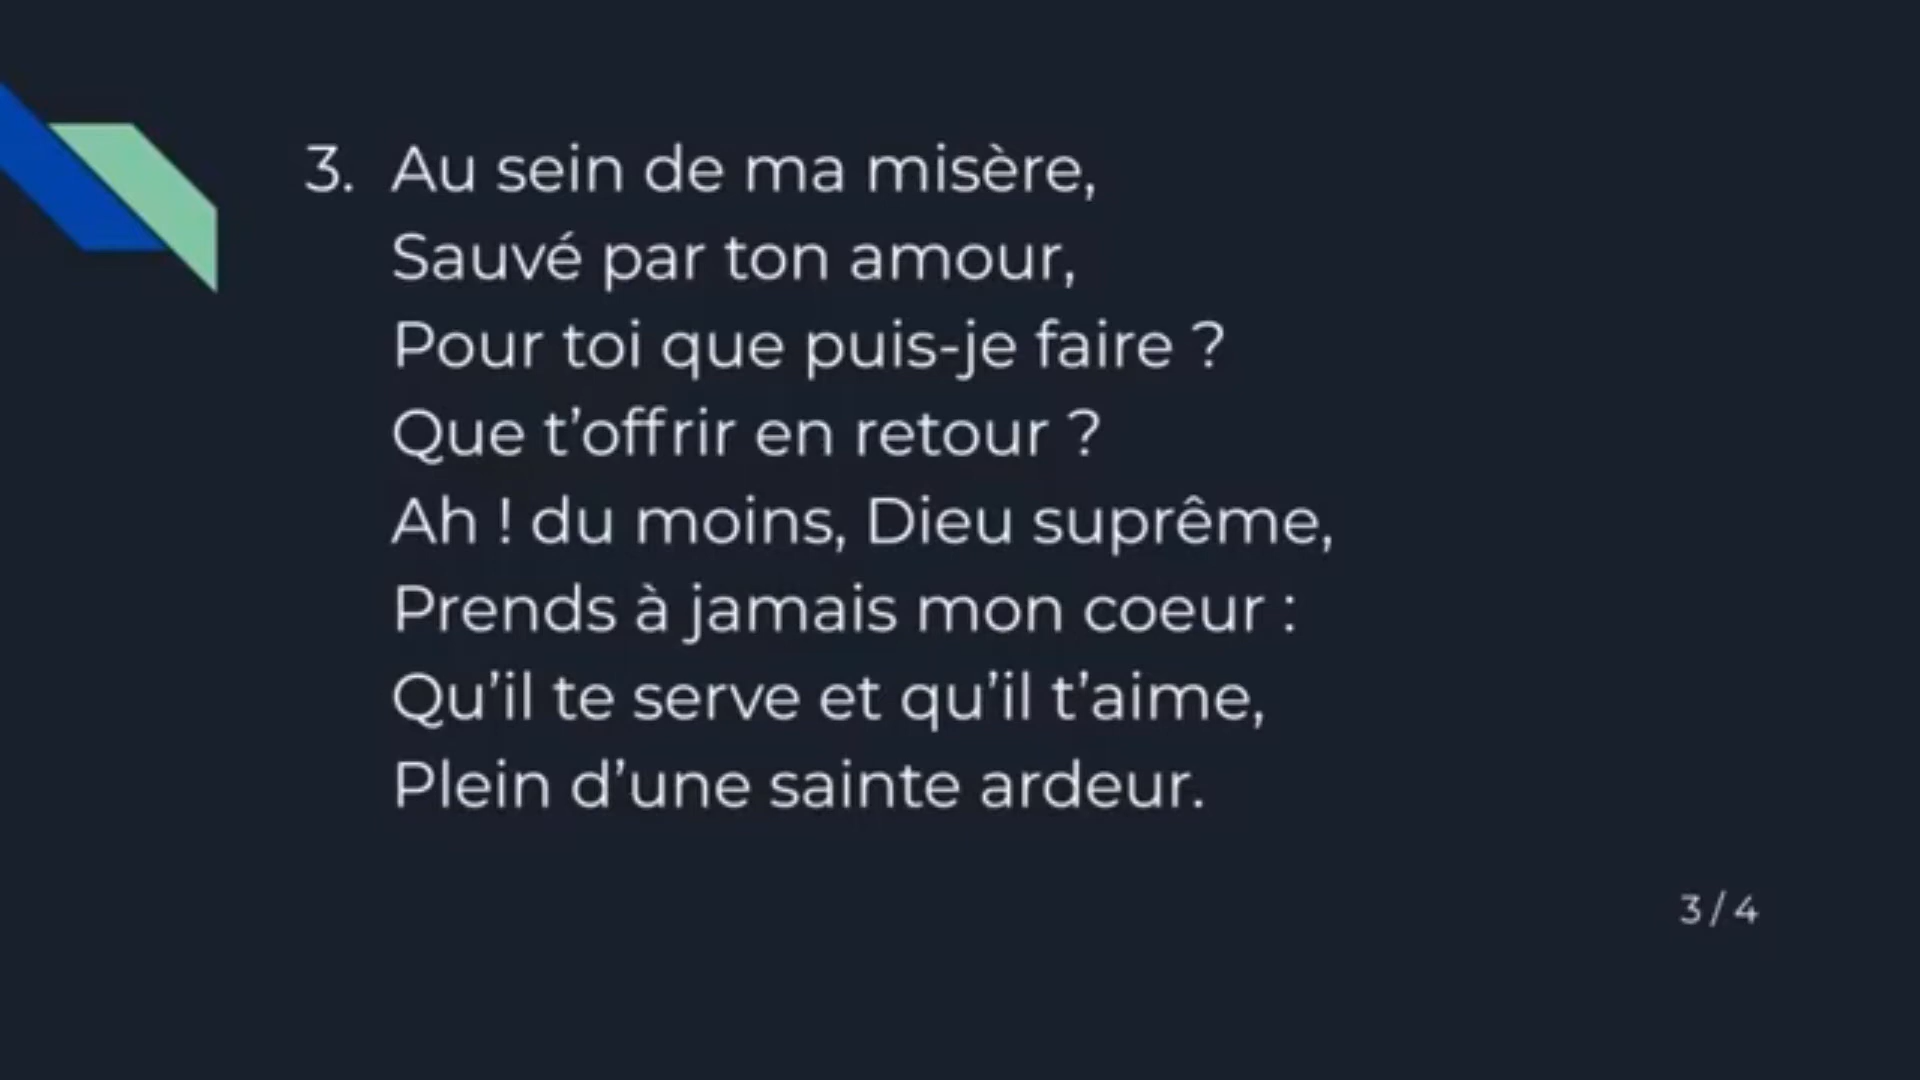 3. Au sein de ma misère,
Sauvé par ton amour,
Pour toi que puis-je faire ?
Que t’offrir en retour ?
Ah ! du moins, Dieu suprême,
Prends à jamais mon coeur :
Qu’il te serve et qu’il t’aime,
Plein d’une sainte ardeur.
3 / 4